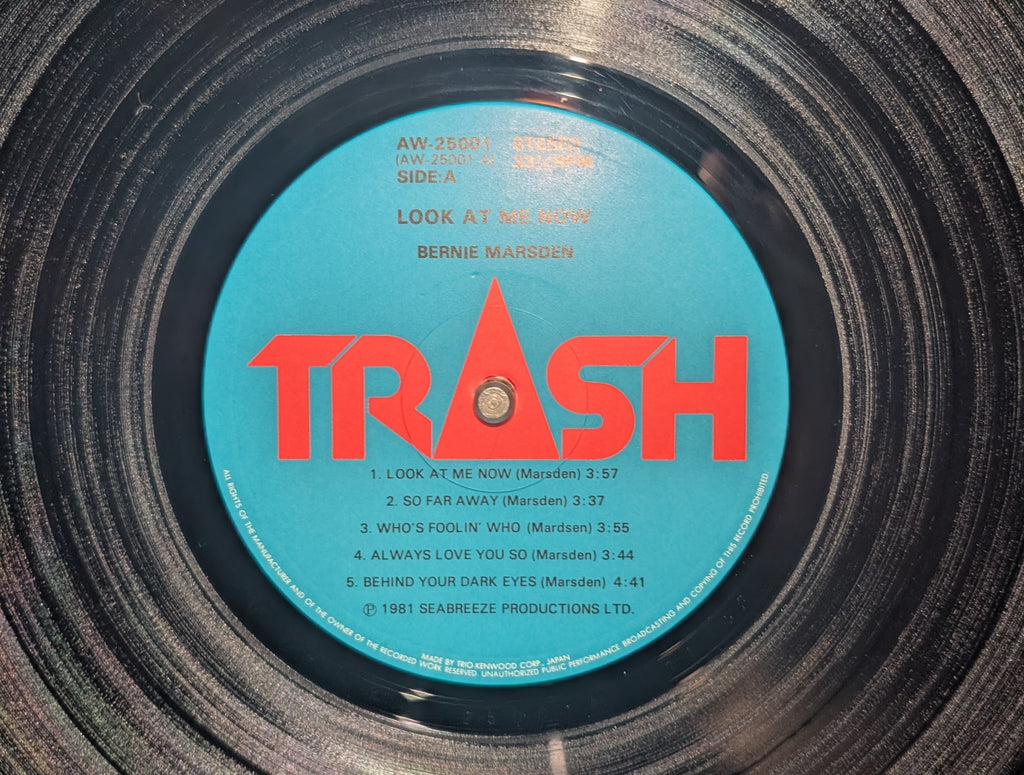 AW-25001 STEREO
(AW-25001-A) 33 1/3 RPM
SIDE:A
LOOK AT ME NOW
BERNIE MARSDEN
TRASH
1. LOOK AT ME NOW (Marsden) 3:57
2. SO FAR AWAY (Marsden) 3:37
3. WHO'S FOOLIN' WHO (Mardsen) 3:55
4. ALWAYS LOVE YOU SO (Marsden) 3:44
5. BEHIND YOUR DARK EYES (Marsden) 4:41
℗ 1981 SEABREEZE PRODUCTIONS LTD.
MADE BY TRIO-KENWOOD CORP., JAPAN
ALL RIGHTS OF THE MANUFACTURER AND OF THE OWNER OF THE RECORDED WORK RESERVED. UNAUTHORIZED PUBLIC PERFORMANCE BROADCASTING AND COPYING OF THIS RECORD PROHIBITED.